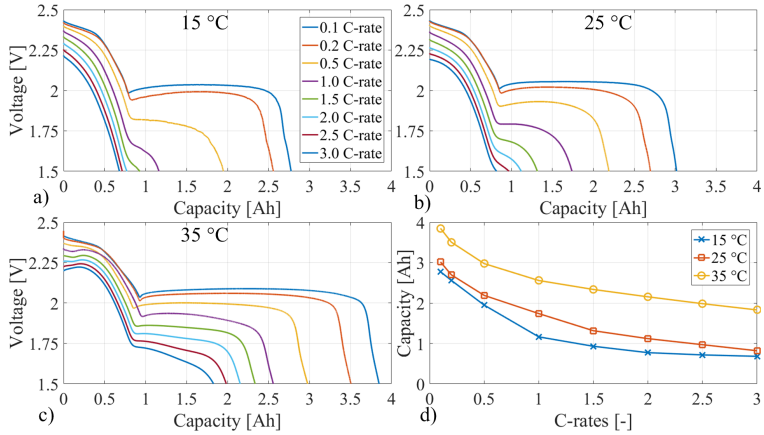 15 °C
2.5
2.25
2
1.75
1.5
Voltage [V]
0.1 C-rate
0.2 C-rate
0.5 C-rate
1.0 C-rate
1.5 C-rate
2.0 C-rate
2.5 C-rate
3.0 C-rate
0 0.5 1 1.5 2 2.5 3 3.5 4
Capacity [Ah]
a)
25 °C
2.5
2.25
2
1.75
1.5
Voltage [V]
0 0.5 1 1.5 2 2.5 3 3.5 4
Capacity [Ah]
b)
35 °C
2.5
2.25
2
1.75
1.5
Voltage [V]
0 0.5 1 1.5 2 2.5 3 3.5 4
Capacity [Ah]
c)
4
3
2
1
0
Capacity [Ah]
15 °C
25 °C
35 °C
0 0.5 1 1.5 2 2.5 3
C-rates [-]
d)